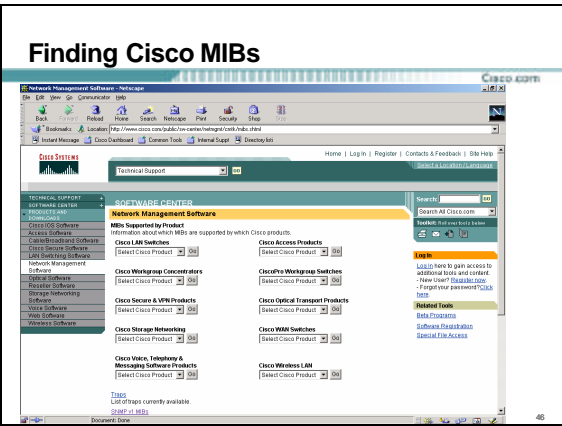 Finding Cisco MIBs
Cisco.com
Network Management Software - Netscape
File Edit View Go Communicator Help
Back Forward Reload Home Search Netscape Print Security Shop Stop
Bookmarks Location: http://www.cisco.com/public/sw-center/netmgmt/cmtk/mibs.shtml
Instant Message Cisco Dashboard Common Tools Internal Suppt Directory listi
Home | Log In | Register | Contacts & Feedback | Site Help
CISCO SYSTEMS
Technical Support GO
Select a Location / Language
TECHNICAL SUPPORT +
SOFTWARE CENTER +
PRODUCTS AND
DOWNLOADS
Cisco IOS Software
Access Software
Cable/Broadband Software
Cisco Secure Software
LAN Switching Software
Network Management
Software
Optical Software
Reseller Software
Storage Networking
Software
Voice Software
Web Software
Wireless Software
SOFTWARE CENTER
Network Management Software
MIBs Supported by Product
Information about which MIBs are supported by which Cisco products.
Cisco LAN Switches
Select Cisco Product Go
Cisco Access Products
Select Cisco Product Go
Cisco Workgroup Concentrators
Select Cisco Product Go
CiscoPro Workgroup Switches
Select Cisco Product Go
Cisco Secure & VPN Products
Select Cisco Product Go
Cisco Optical Transport Products
Select Cisco Product Go
Cisco Storage Networking
Select Cisco Product Go
Cisco WAN Switches
Select Cisco Product Go
Cisco Voice, Telephony &
Messaging Software Products
Select Cisco Product Go
Cisco Wireless LAN
Select Cisco Product Go
Traps
List of traps currently available.
SNMP v1 MIBs
Search: GO
Search All Cisco.com
Toolkit: Roll over tools below
Log In
Log In here to gain access to
additional tools and content.
- New User? Register now.
- Forgot your password? Click
here.
Related Tools
Beta Programs
Software Registration
Special File Access
Document: Done
46